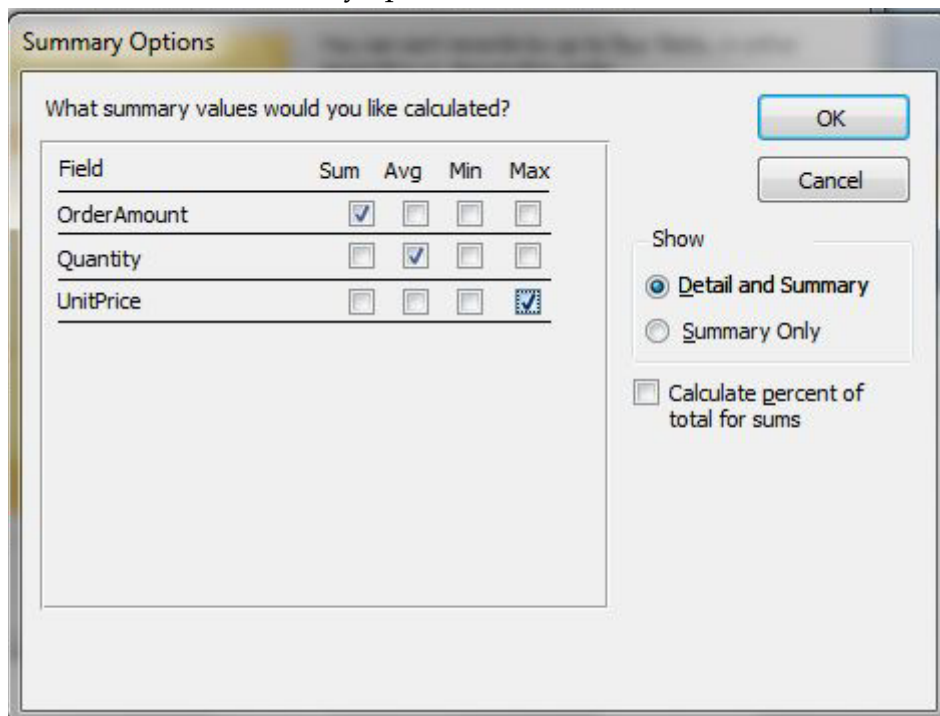 Summary Options
What summary values would you like calculated?
OK
Field Sum Avg Min Max
Cancel
OrderAmount
Show
Quantity
Detail and Summary
UnitPrice
Summary Only
Calculate percent of
total for sums